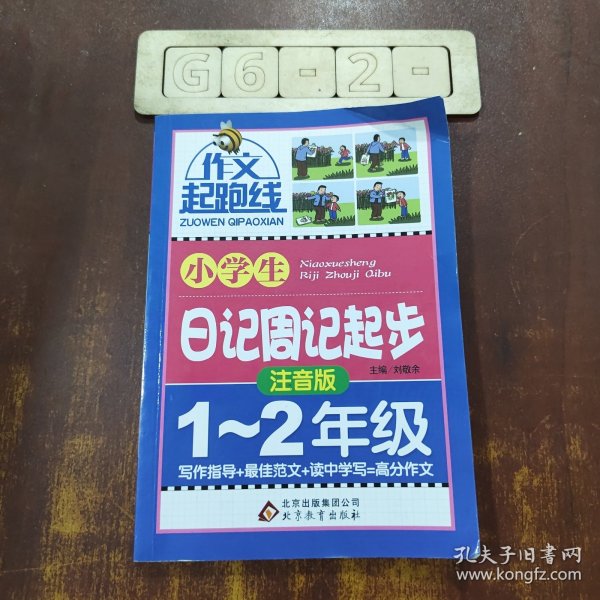 G6-2-
作文
起跑线
ZUOWEN QIPAOXIAN
小学生
Xiaoxuesheng
Riji Zhouji Qibu
日记周记起步
主编/刘敬余
注音版
1~2年级
写作指导+最佳范文+读中学写=高分作文
北京出版集团公司
北京教育出版社
孔夫子旧书网
www.kongfz.com